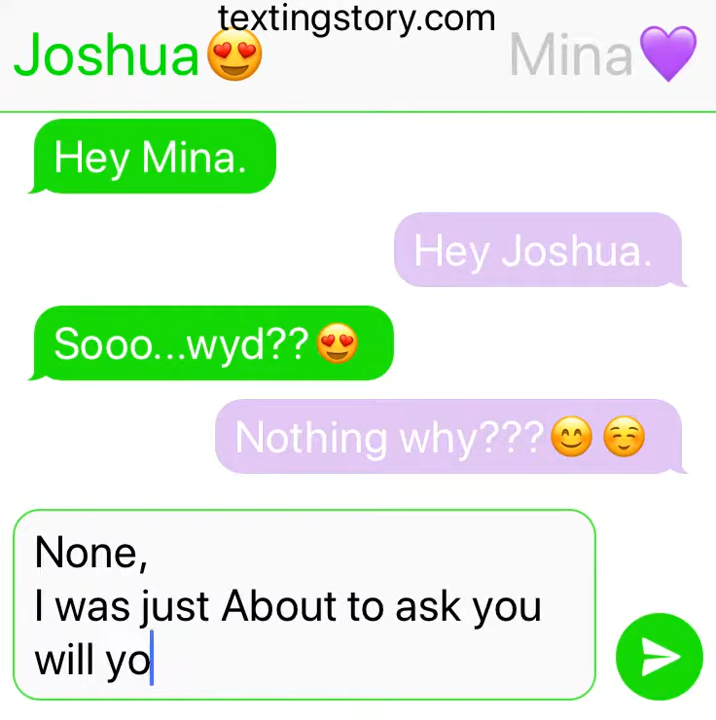 textingstory.com
Joshua😍 Mina💜
Hey Mina.
Hey Joshua.
Sooo...wyd??😍
Nothing why???😊☺️
None,
I was just About to ask you
will yo